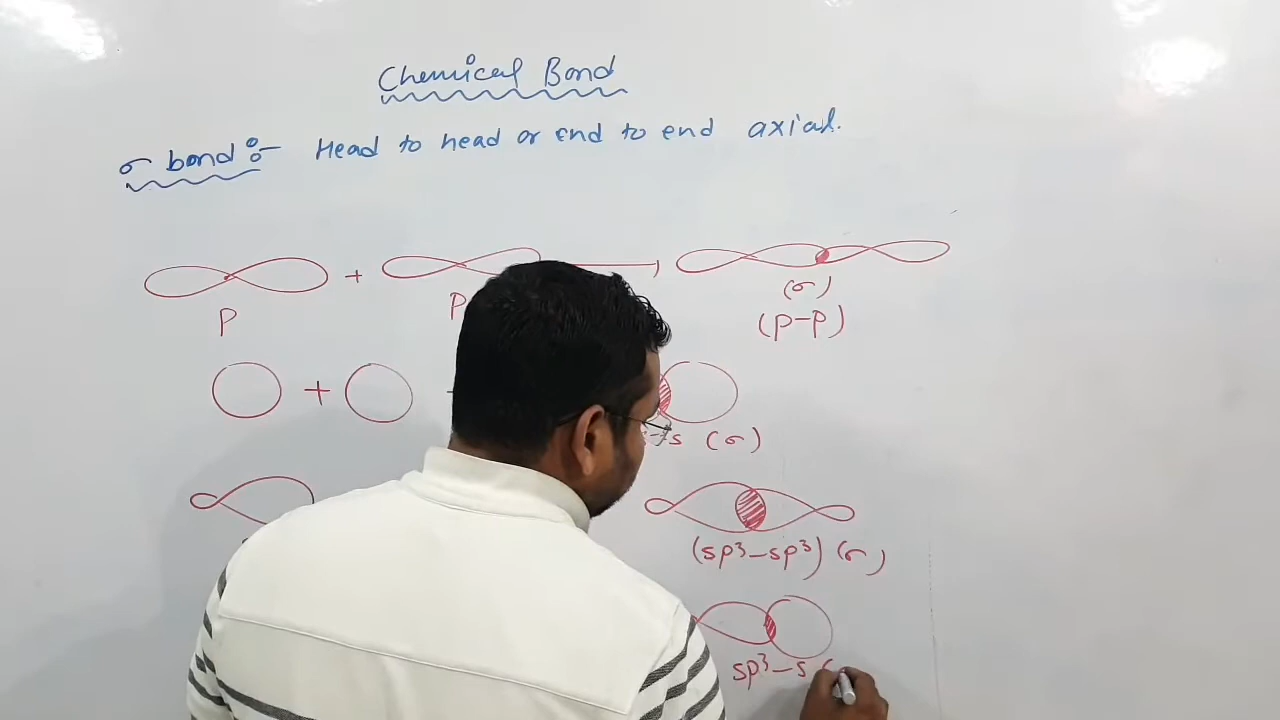 Chemical Bond
σ bond :- Head to head or end to end axial.
P + P
(σ)
(P-P)
+
-s (σ)
(sp³-sp³) (σ)
sp³-s (